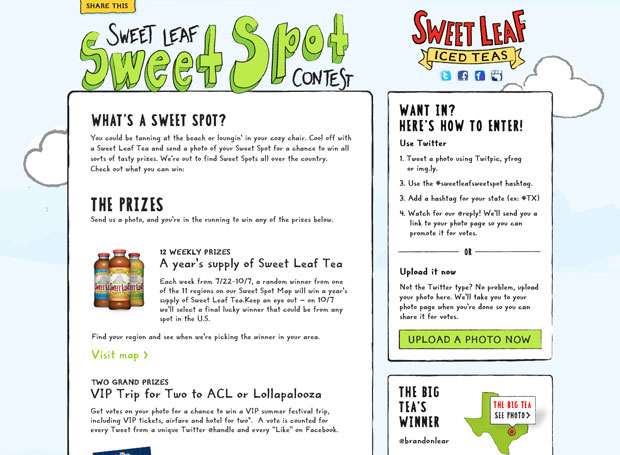 SHARE THIS
SWEET LEAF
Sweet Spot
CONTEST
SWEET LEAF
ICED TEAS
WHAT'S A SWEET SPOT?
You could be tanning at the beach or loungin' in your cozy chair. Cool off with
a Sweet Leaf Tea and send a photo of your Sweet Spot for a chance to win all
sorts of tasty prizes. We're out to find Sweet Spots all over the country.
Check out what you can win:
THE PRIZES
Send us a photo, and you're in the running to win any of the prizes below.
12 WEEKLY PRIZES
A year's supply of Sweet Leaf Tea
Each week from 7/22-10/7, a random winner from one
of the 11 regions on our Sweet Spot Map will win a year's
supply of Sweet Leaf Tea.Keep an eye out - on 10/7
we'll select a final lucky winner that could be from any
spot in the U.S.
Find your region and see when we're picking the winner in your area.
Visit map >
TWO GRAND PRIZES
VIP Trip for Two to ACL or Lollapalooza
Get votes on your photo for a chance to win a VIP summer festival trip,
including VIP tickets, airfare and hotel for two*. A vote is counted for
every Tweet from a unique Twitter @handle and every "Like" on Facebook.
WANT IN?
HERE'S HOW TO ENTER!
Use Twitter
1. Tweet a photo using Twitpic, yfrog
or img.ly.
2. Use the #sweetleafsweetspot hashtag.
3. Add a hashtag for your state (ex: #TX)
4. Watch for our @reply! We'll send you a
link to your photo page so you can
promote it for votes.
OR
Upload it now
Not the Twitter type? No problem, upload
your photo here. We'll take you to your
photo page when you're done so you can
share it for votes.
UPLOAD A PHOTO NOW
THE BIG
TEA'S
WINNER
@brandonlear
THE BIG TEA
SEE PHOTO >